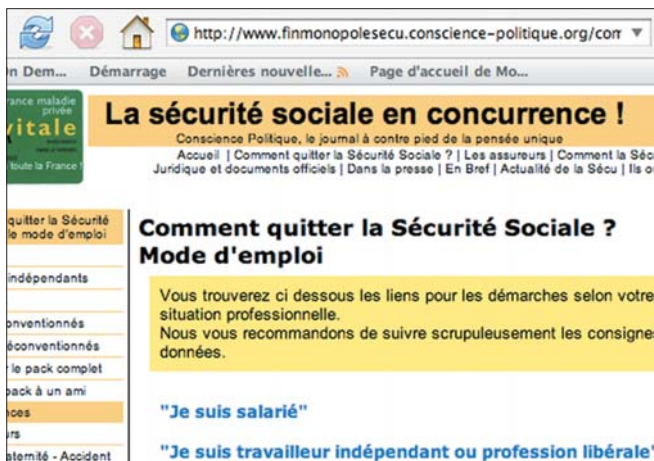 http://www.finmonopolesecu.conscience-politique.org/com
Dem... Démarrage Dernières nouvelle... Page d'accueil de Mo...
rance maladie
privée
vitale
toute la France !
La sécurité sociale en concurrence !
Conscience Politique, le journal à contre pied de la pensée unique
Accueil | Comment quitter la Sécurité Sociale ? | Les assureurs | Comment la Séc
Juridique et documents officiels | Dans la presse | En Bref | Actualité de la Sécu | Ils o
quitter la Sécurité
le mode d'emploi
indépendants
onventionnés
éconventionnés
le pack complet
pack à un ami
nces
urs
aternité - Accident
Comment quitter la Sécurité Sociale ?
Mode d'emploi
Vous trouverez ci dessous les liens pour les démarches selon votre
situation professionnelle.
Nous vous recommandons de suivre scrupuleusement les consignes
données.
"Je suis salarié"
"Je suis travailleur indépendant ou profession libérale"